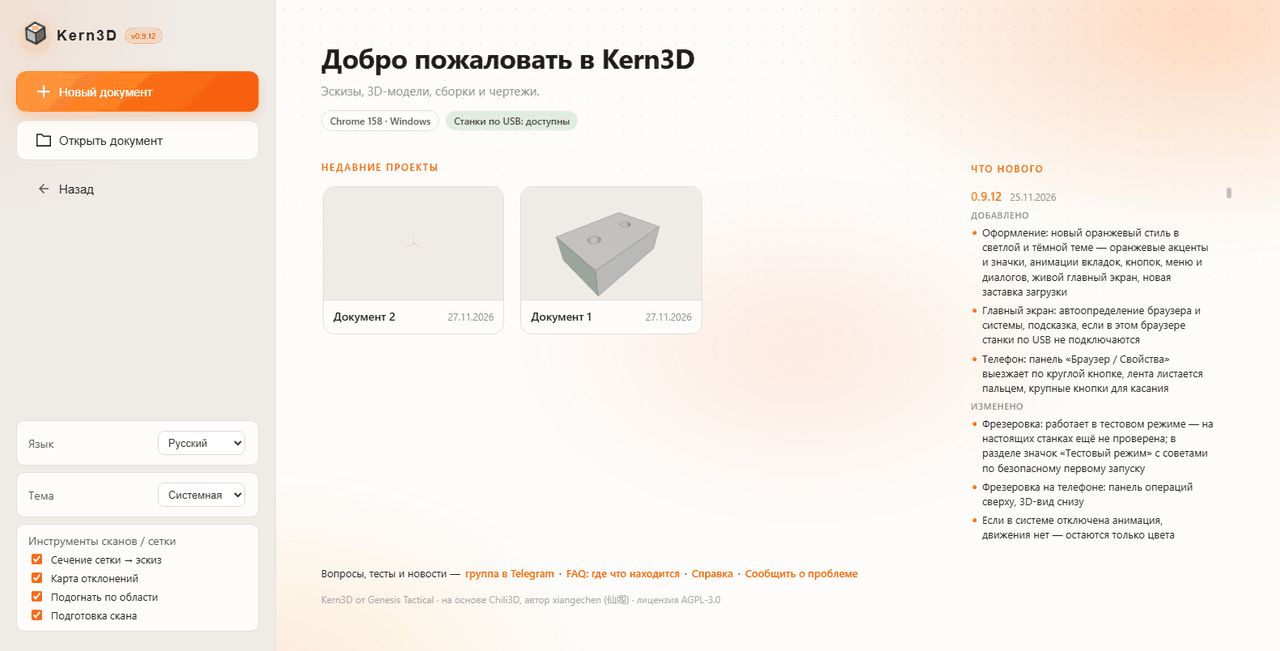 Kern3D v0.9.12
Новый документ
Открыть документ
Назад
Язык
Русский
Тема
Системная
Инструменты сканов / сетки
Сечение сетки → эскиз
Карта отклонений
Подогнать по области
Подготовка скана
Добро пожаловать в Kern3D
Эскизы, 3D-модели, сборки и чертежи.
Chrome 158 · Windows
Станки по USB: доступны
НЕДАВНИЕ ПРОЕКТЫ
Документ 2 27.11.2026
Документ 1 27.11.2026
ЧТО НОВОГО
0.9.12 25.11.2026
ДОБАВЛЕНО
Оформление: новый оранжевый стиль в
светлой и тёмной теме — оранжевые акценты
и значки, анимации вкладок, кнопок, меню и
диалогов, живой главный экран, новая
заставка загрузки
Главный экран: автоопределение браузера и
системы, подсказка, если в этом браузере
станки по USB не подключаются
Телефон: панель «Браузер / Свойства»
выезжает по круглой кнопке, лента листается
пальцем, крупные кнопки для касания
ИЗМЕНЕНО
Фрезеровка: работает в тестовом режиме — на
настоящих станках ещё не проверена; в
разделе значок «Тестовый режим» с советами
по безопасному первому запуску
Фрезеровка на телефоне: панель операций
сверху, 3D-вид снизу
Если в системе отключена анимация,
движения нет — остаются только цвета
Вопросы, тесты и новости — группа в Telegram · FAQ: где что находится · Справка · Сообщить о проблеме
Kern3D от Genesis Tactical · на основе Chili3D, автор xiangechen (仙阁) · лицензия AGPL-3.0